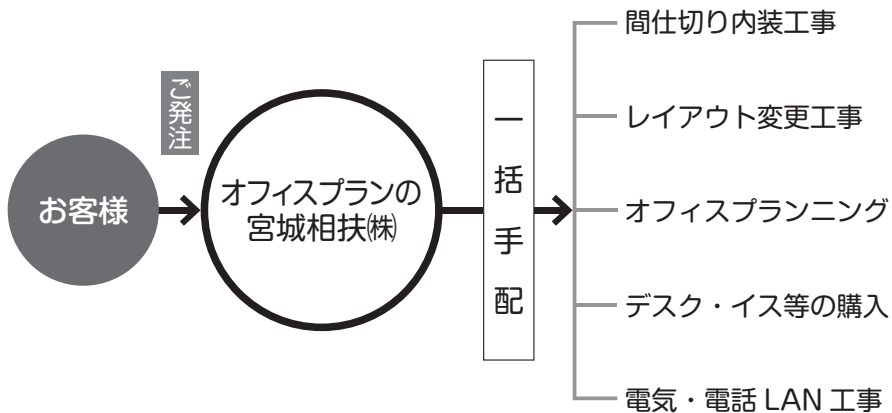 お客様
ご発注
オフィスプランの
宮城相扶㈱
一括手配
間仕切り内装工事
レイアウト変更工事
オフィスプランニング
デスク・イス等の購入
電気・電話 LAN 工事